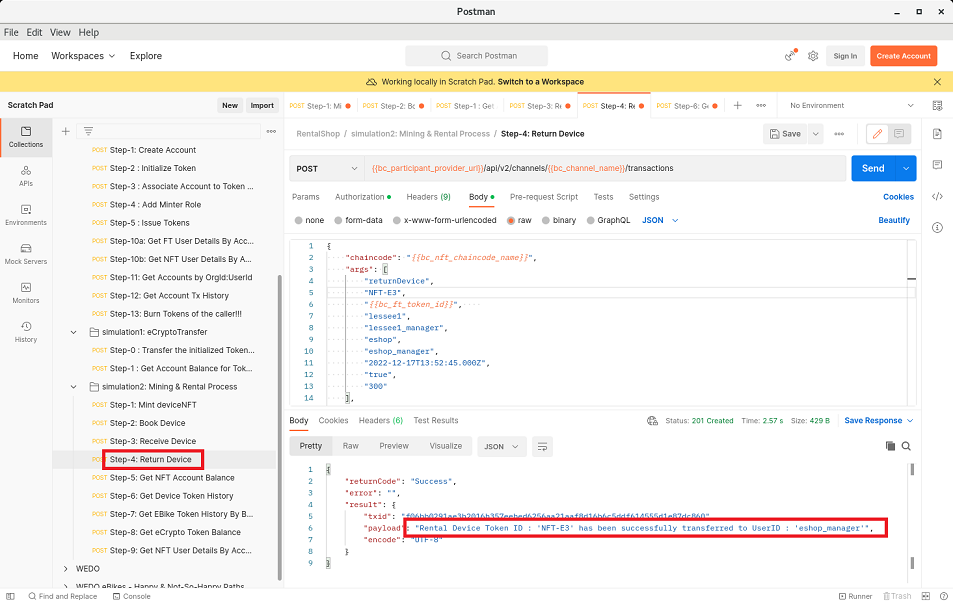 Postman
File Edit View Help
Home Workspaces Explore Search Postman Sign In Create Account
Working locally in Scratch Pad. Switch to a Workspace
Scratch Pad New Import
POST Step-1: Mi POST Step-2: Bc POST Step-1 : Get POST Step-3: Re POST Step-4: Re POST Step-6: Ge No Environment
Collections
APIs
Environments
Mock Servers
Monitors
History
POST Step-1: Create Account
POST Step-2 : Initialize Token
POST Step-3 : Associate Account to Token ...
POST Step-4 : Add Minter Role
POST Step-5 : Issue Tokens
POST Step-10a: Get FT User Details By Acc...
POST Step-10b: Get NFT User Details By A...
POST Step-11: Get Accounts by OrgId:UserId
POST Step-12: Get Account Tx History
POST Step-13: Burn Tokens of the caller!!!
simulation1: eCryptoTransfer
POST Step-0 : Transfer the initialized Token...
POST Step-1 : Get Account Balance for Tok...
simulation2: Mining & Rental Process
POST Step-1: Mint deviceNFT
POST Step-2: Book Device
POST Step-3: Receive Device
POST Step-4: Return Device
POST Step-5: Get NFT Account Balance
POST Step-6: Get Device Token History
POST Step-7: Get EBike Token History By B...
POST Step-8: Get eCrypto Token Balance
POST Step-9: Get NFT User Details By Acc...
WEDO
WEDO eBikes - Happy & Not-So-Happy Paths
RentalShop / simulation2: Mining & Rental Process / Step-4: Return Device Save
POST {{bc_participant_provider_url}}/api/v2/channels/{{bc_channel_name}}/transactions Send
Params Authorization Headers (9) Body Pre-request Script Tests Settings Cookies
none form-data x-www-form-urlencoded raw binary GraphQL JSON Beautify
1 {
2 "chaincode": "{{bc_nft_chaincode_name}}",
3 "args": [
4 "returnDevice",
5 "NFT-E3",
6 "{{bc_ft_token_id}}",
7 "lessee1",
8 "lessee1_manager",
9 "eshop",
10 "eshop_manager",
11 "2022-12-17T13:52:45.000Z",
12 "true",
13 "300"
14 ],
Body Cookies Headers (6) Test Results Status: 201 Created Time: 2.57 s Size: 429 B Save Response
Pretty Raw Preview Visualize JSON
1 {
2 "returnCode": "Success",
3 "error": "",
4 "result": {
5 "txid":
6 "payload": "Rental Device Token ID : 'NFT-E3' has been successfully transferred to UserID : 'eshop_manager'",
7 "encode": "UTF-8"
8 }
9 }
Find and Replace Console Runner Trash